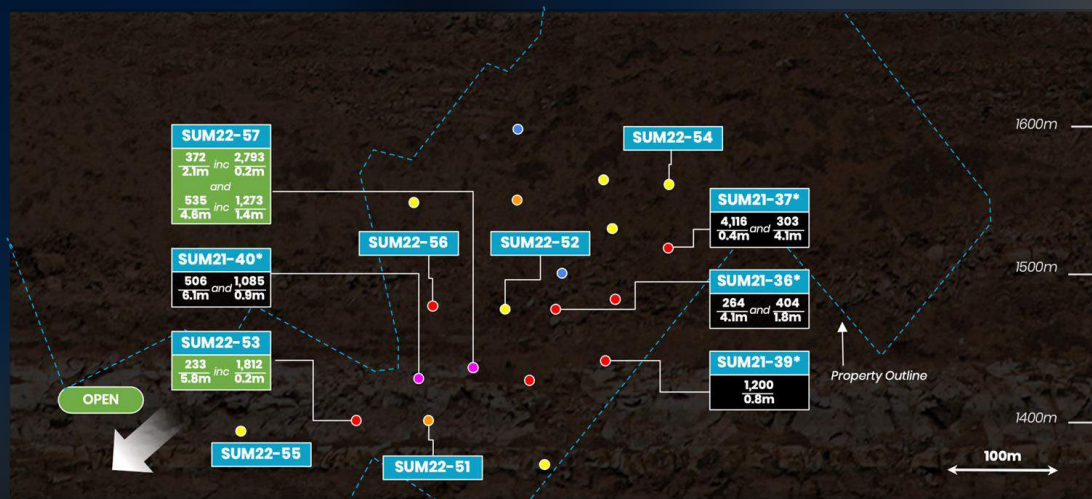 SUM22-57
372 inc 2,793
2.1m 0.2m
and
535 inc 1,273
4.6m 1.4m
SUM21-40*
506 and 1,085
6.1m 0.9m
SUM22-53
233 inc 1,812
5.8m 0.2m
OPEN
SUM22-55
SUM22-56
SUM22-52
SUM22-51
SUM22-54
SUM21-37*
4,116 and 303
0.4m 4.1m
SUM21-36*
264 and 404
4.1m 1.8m
SUM21-39*
1,200
0.8m
Property Outline
1600m
1500m
1400m
100m